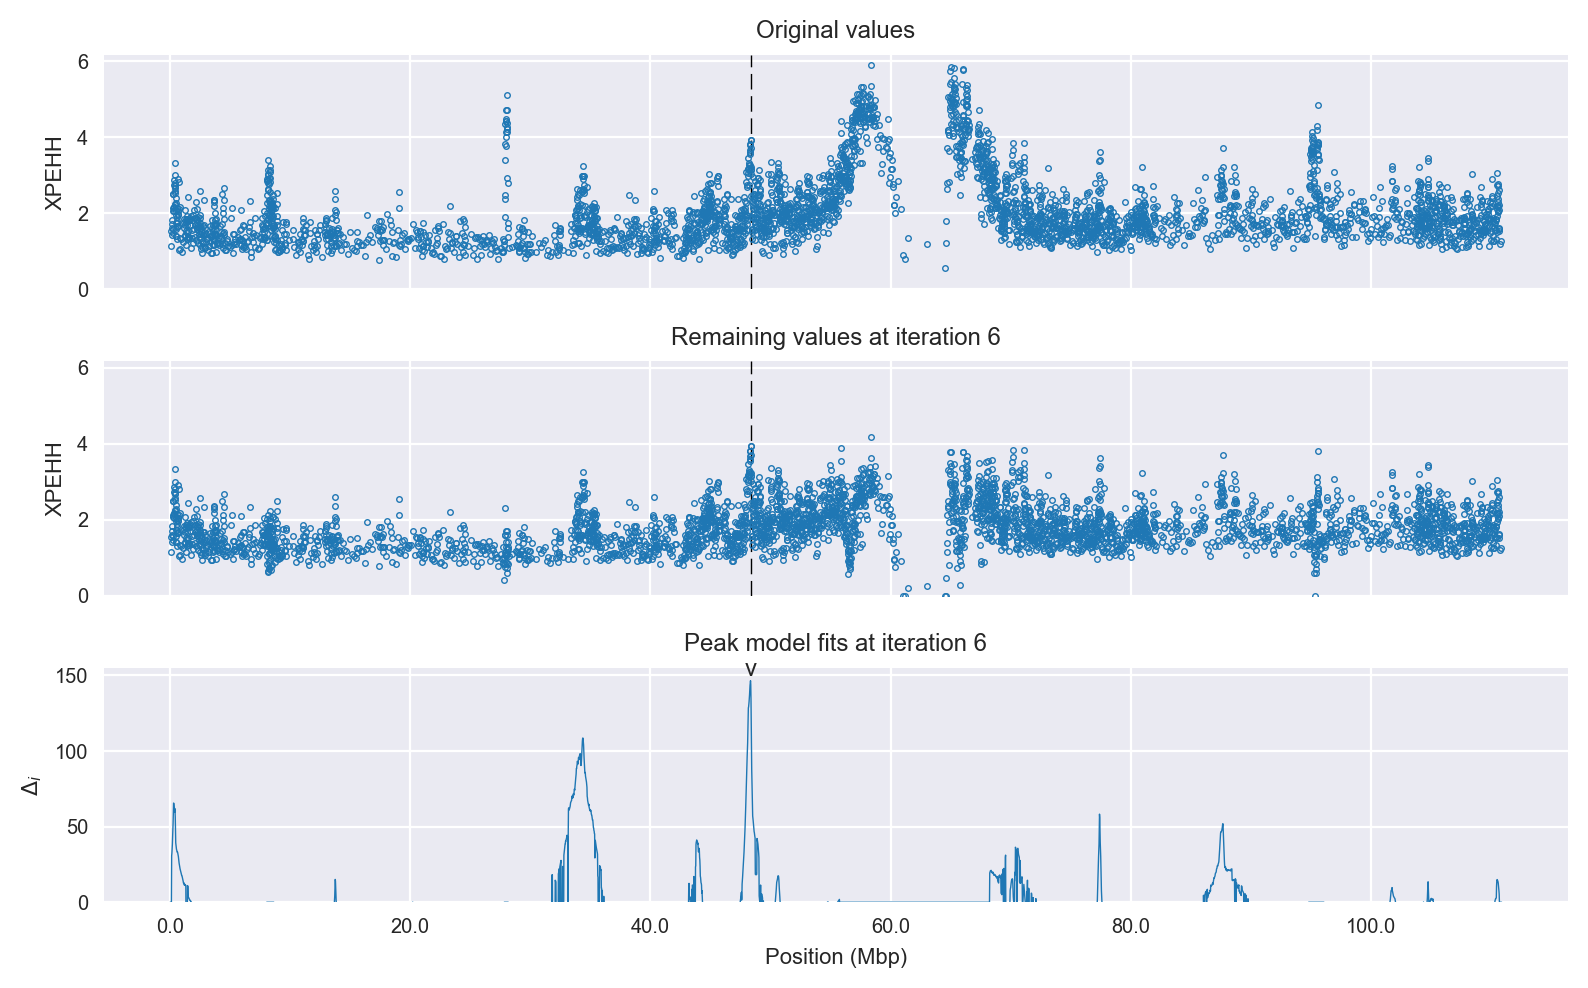 Original values
6
4
2
0
XPEHH
Remaining values at iteration 6
6
4
2
0
XPEHH
Peak model fits at iteration 6
v
150
100
50
0
Δi
0.0 20.0 40.0 60.0 80.0 100.0
Position (Mbp)